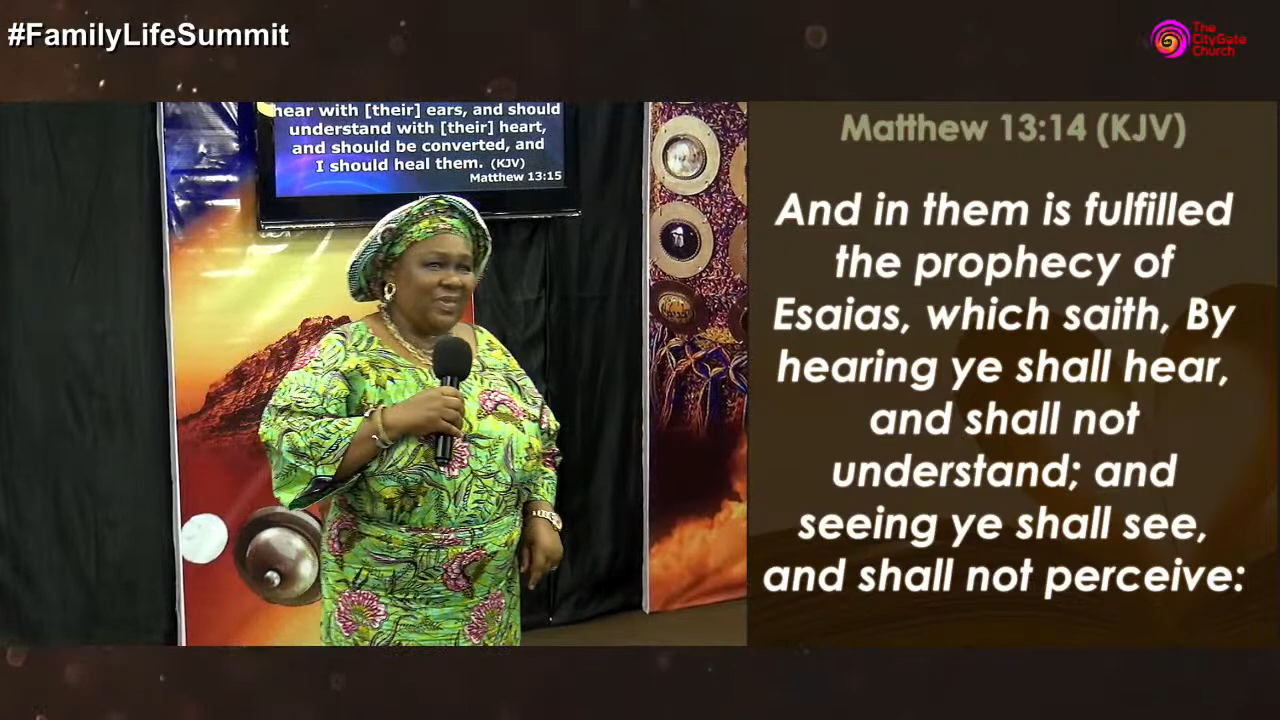 #FamilyLifeSummit
The
CityGate
Church
hear with [their] ears, and should
understand with [their] heart,
and should be converted, and
I should heal them. (KJV)
Matthew 13:15
Matthew 13:14 (KJV)
And in them is fulfilled
the prophecy of
Esaias, which saith, By
hearing ye shall hear,
and shall not
understand; and
seeing ye shall see,
and shall not perceive: